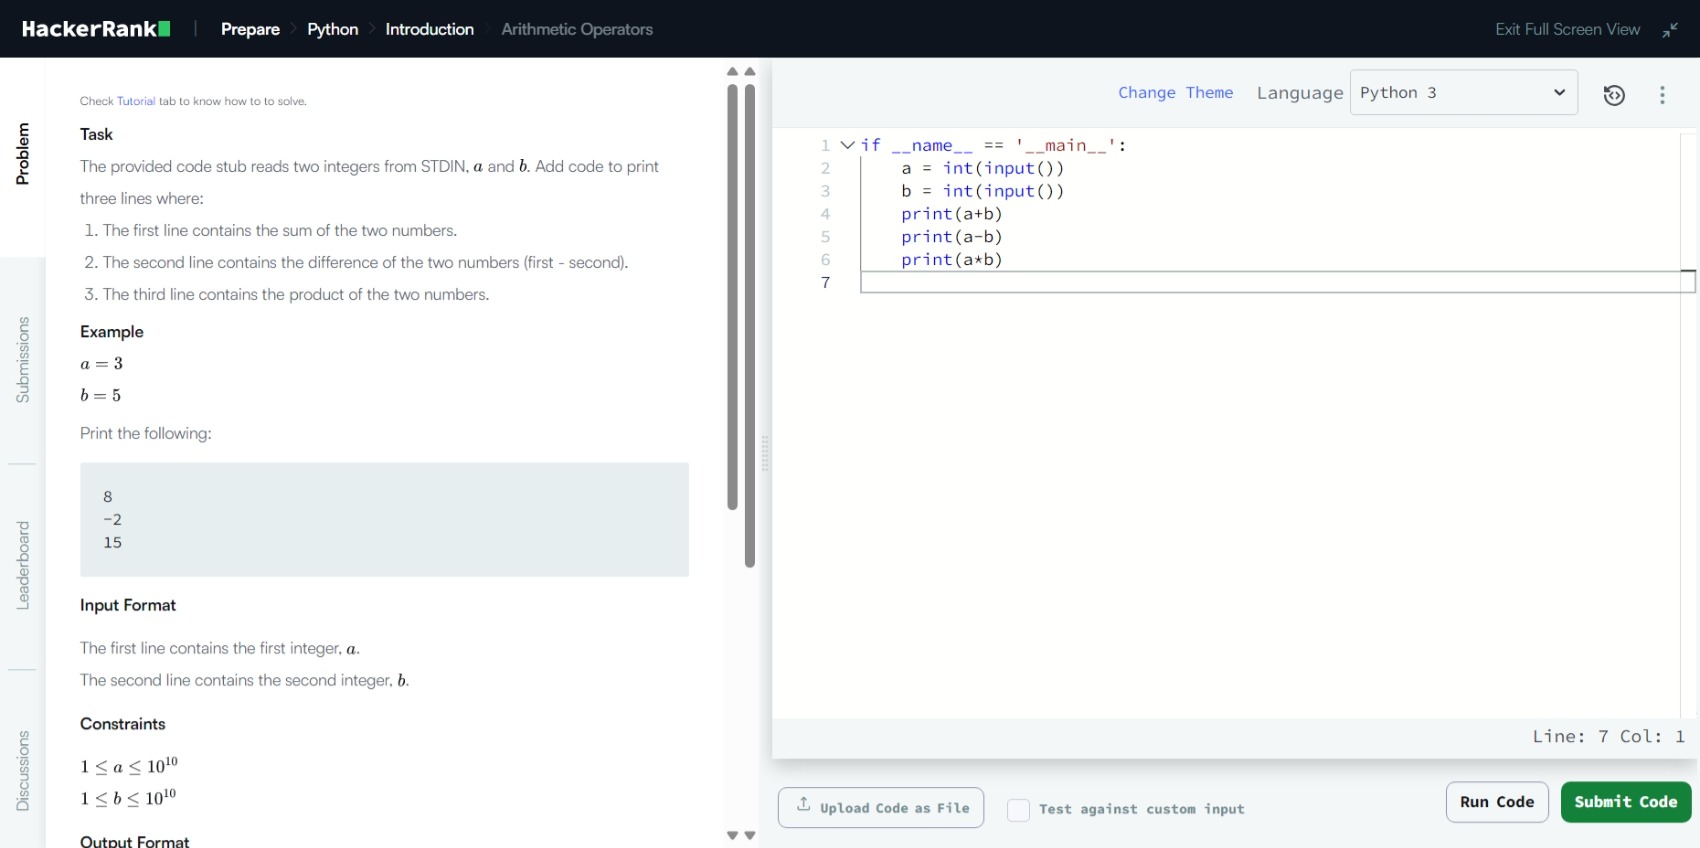 HackerRank
Prepare Python Introduction Arithmetic Operators
Exit Full Screen View
Problem
Submissions
Leaderboard
Discussions
Check Tutorial tab to know how to to solve.
Task
The provided code stub reads two integers from STDIN, a and b. Add code to print
three lines where:
1. The first line contains the sum of the two numbers.
2. The second line contains the difference of the two numbers (first - second).
3. The third line contains the product of the two numbers.
Example
a = 3
b = 5
Print the following:
8
-2
15
Input Format
The first line contains the first integer, a.
The second line contains the second integer, b.
Constraints
1 ≤ a ≤ 10^10
1 ≤ b ≤ 10^10
Output Format
Change Theme Language Python 3
1 if __name__ == '__main__':
2 a = int(input())
3 b = int(input())
4 print(a+b)
5 print(a-b)
6 print(a*b)
7
Line: 7 Col: 1
Upload Code as File
Test against custom input
Run Code
Submit Code